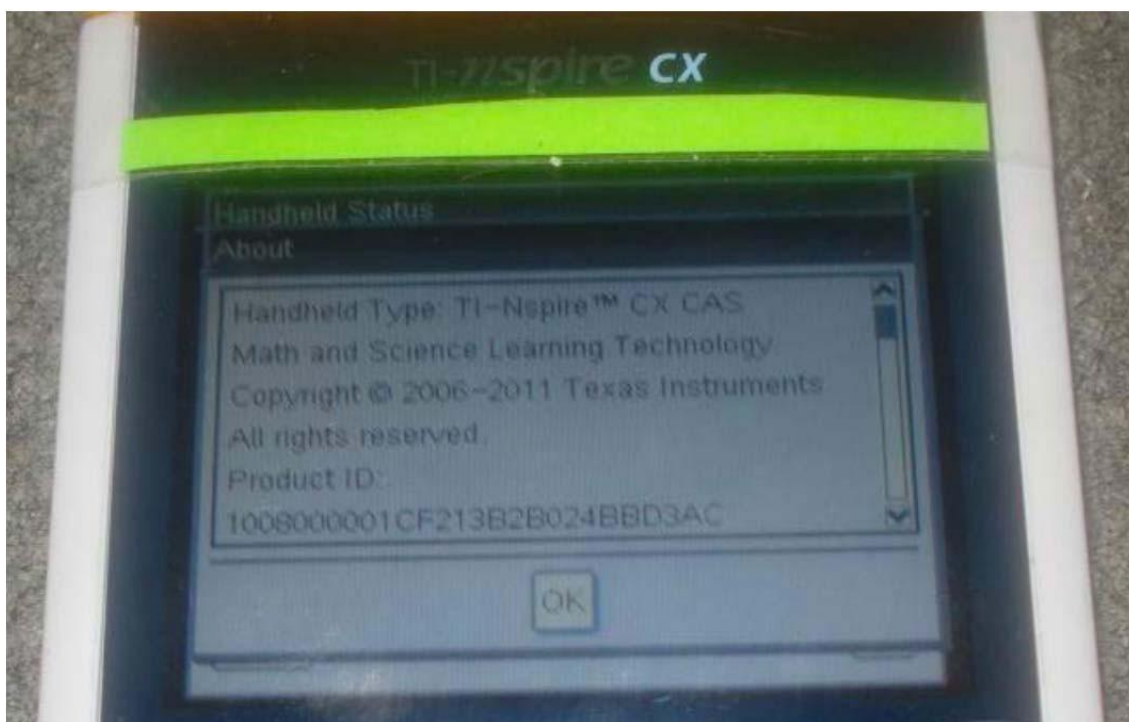 TI-nspire CX
Handheld Status
About
Handheld Type: TI-Nspire™ CX CAS
Math and Science Learning Technology
Copyright © 2006-2011 Texas Instruments
All rights reserved.
Product ID:
1008000001CF213B2B024BBD3AC
OK